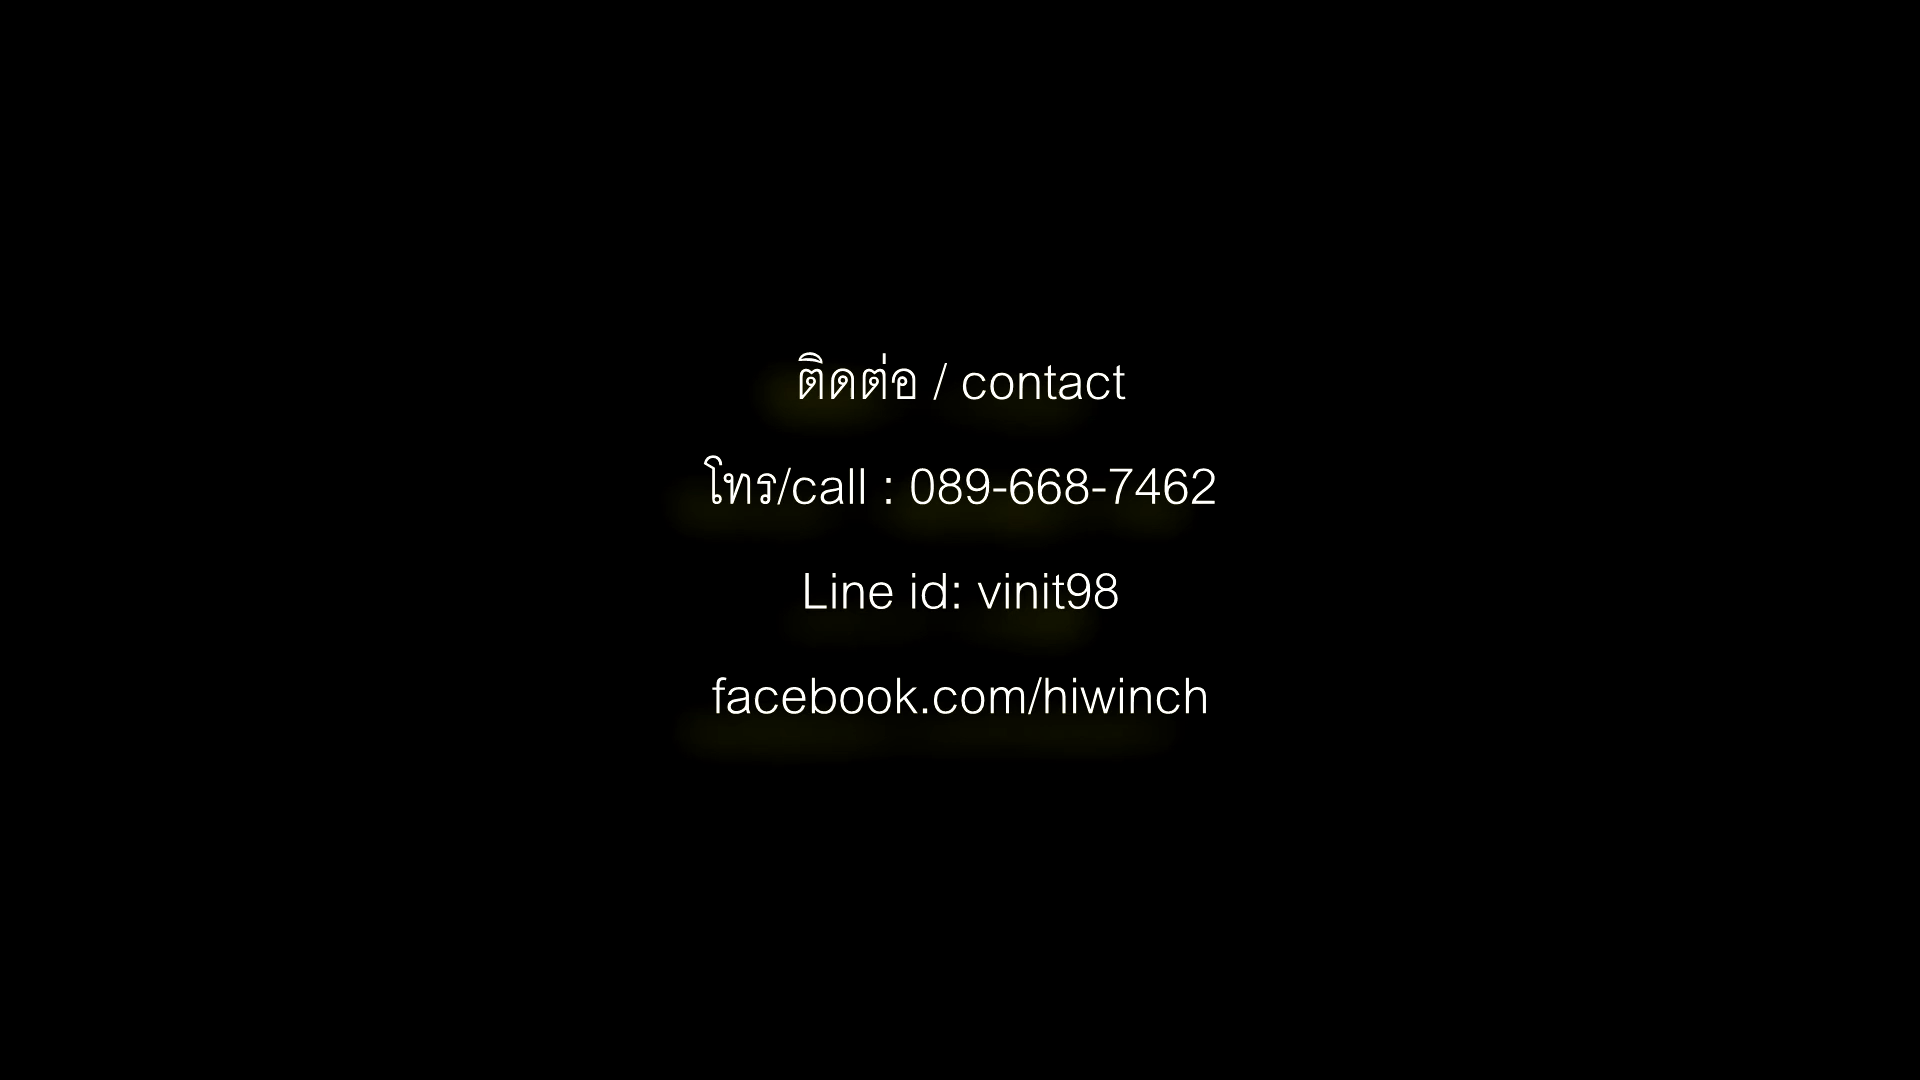 ติดต่อ / contact
โทร/call : 089-668-7462
Line id: vinit98
facebook.com/hiwinch